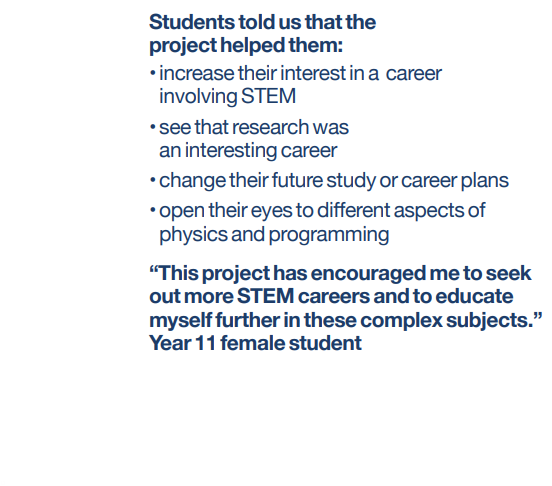 Students told us that the
project helped them:
• increase their interest in a career
involving STEM
• see that research was
an interesting career
• change their future study or career plans
• open their eyes to different aspects of
physics and programming
“This project has encouraged me to seek
out more STEM careers and to educate
myself further in these complex subjects.”
Year 11 female student